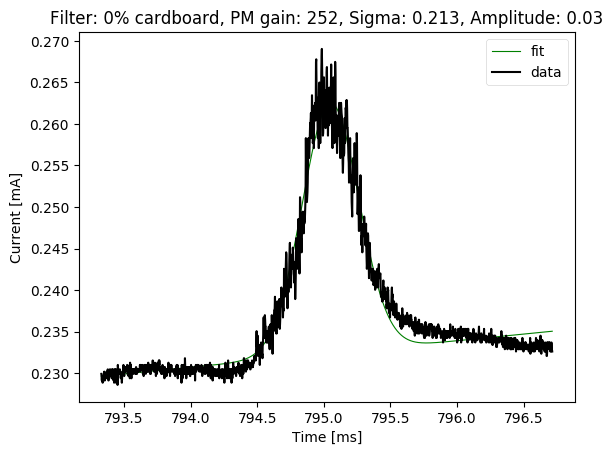 Filter: 0% cardboard, PM gain: 252, Sigma: 0.213, Amplitude: 0.03
0.270
0.265
0.260
0.255
0.250
0.245
0.240
0.235
0.230
Current [mA]
fit
data
793.5 794.0 794.5 795.0 795.5 796.0 796.5
Time [ms]